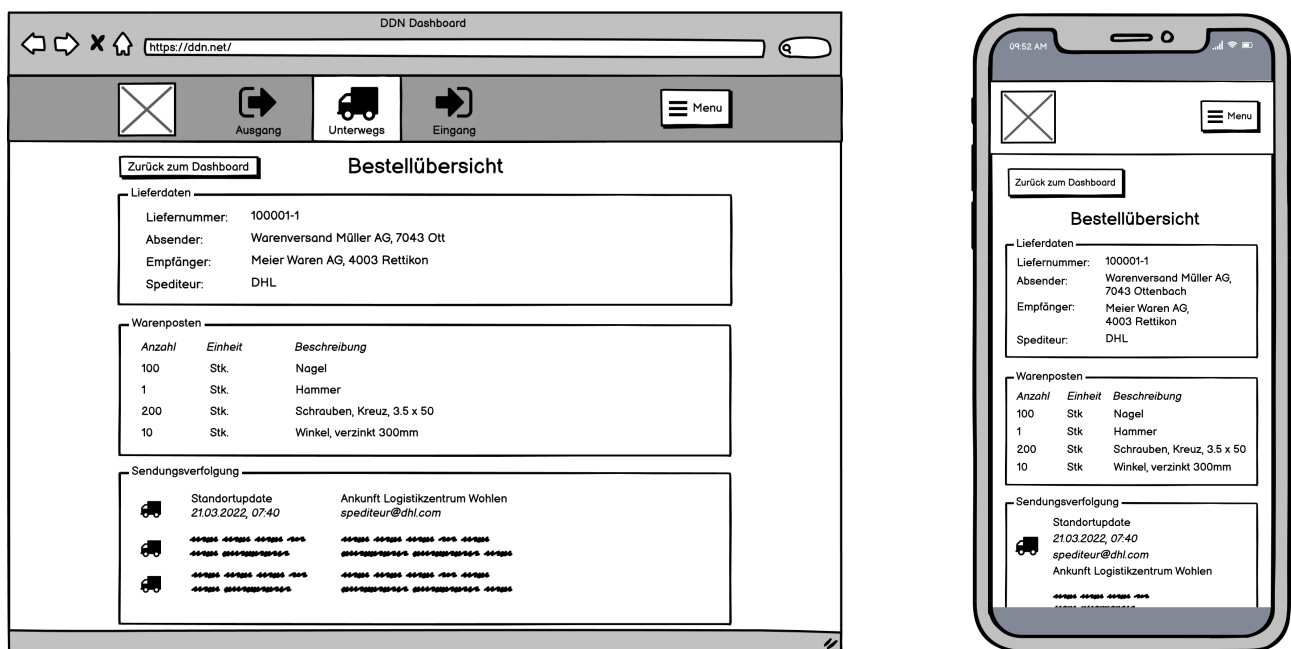 DDN Dashboard
https://ddn.net/
Ausgang
Unterwegs
Eingang
Menu
Zurück zum Dashboard
Bestellübersicht
Lieferdaten
Liefernummer: 100001-1
Absender: Warenversand Müller AG, 7043 Ott
Empfänger: Meier Waren AG, 4003 Rettikon
Spediteur: DHL
Warenposten
Anzahl Einheit Beschreibung
100 Stk. Nagel
1 Stk. Hammer
200 Stk. Schrauben, Kreuz, 3.5 x 50
10 Stk. Winkel, verzinkt 300mm
Sendungsverfolgung
Standortupdate Ankunft Logistikzentrum Wohlen
21.03.2022, 07:40 spediteur@dhl.com
09:52 AM
Menu
Zurück zum Dashboard
Bestellübersicht
Lieferdaten
Liefernummer: 100001-1
Absender: Warenversand Müller AG,
7043 Ottenbach
Empfänger: Meier Waren AG,
4003 Rettikon
Spediteur: DHL
Warenposten
Anzahl Einheit Beschreibung
100 Stk Nagel
1 Stk Hammer
200 Stk Schrauben, Kreuz, 3.5 x 50
10 Stk Winkel, verzinkt 300mm
Sendungsverfolgung
Standortupdate
21.03.2022, 07:40
spediteur@dhl.com
Ankunft Logistikzentrum Wohlen